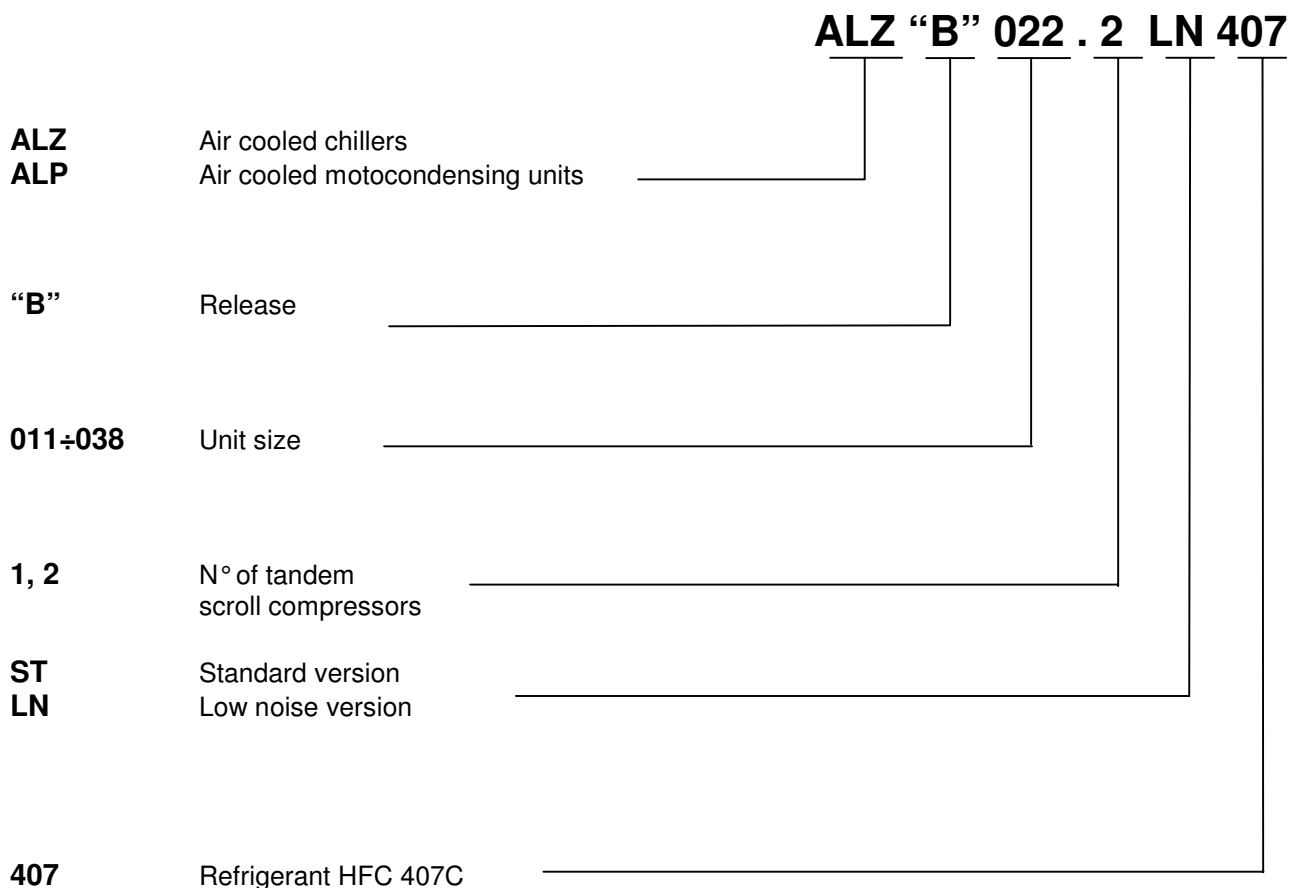 ALZ “B” 022 . 2 LN 407
ALZ Air cooled chillers
ALP Air cooled motocondensing units
“B” Release
011÷038 Unit size
1, 2 N° of tandem
scroll compressors
ST Standard version
LN Low noise version
407 Refrigerant HFC 407C